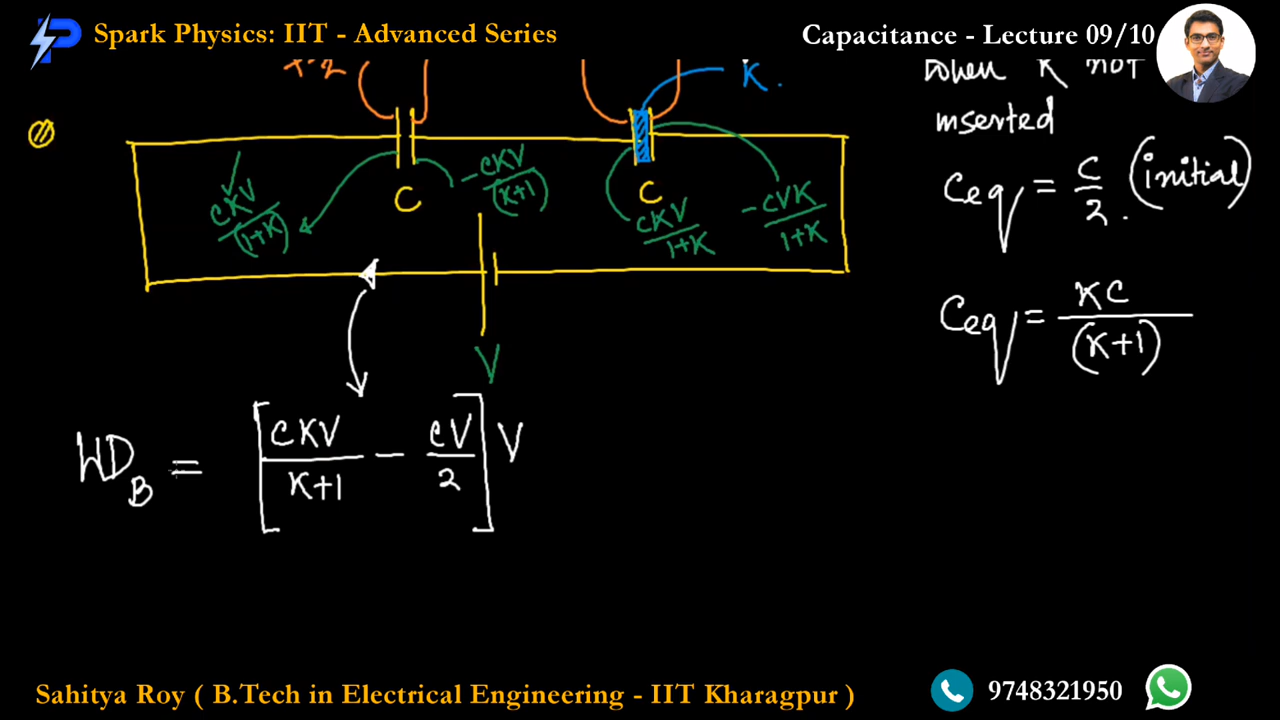 Spark Physics: IIT - Advanced Series
Capacitance - Lecture 09/10
when K not
inserted
K.
CKV/(1+K)
C
-CKV/(K+1)
C
CKV/1+K
-CVK/1+K
Ceq = C/2. (initial)
Ceq = KC/(K+1)
V
WDB = [CKV/K+1 - CV/2] V
Sahitya Roy ( B.Tech in Electrical Engineering - IIT Kharagpur )
9748321950